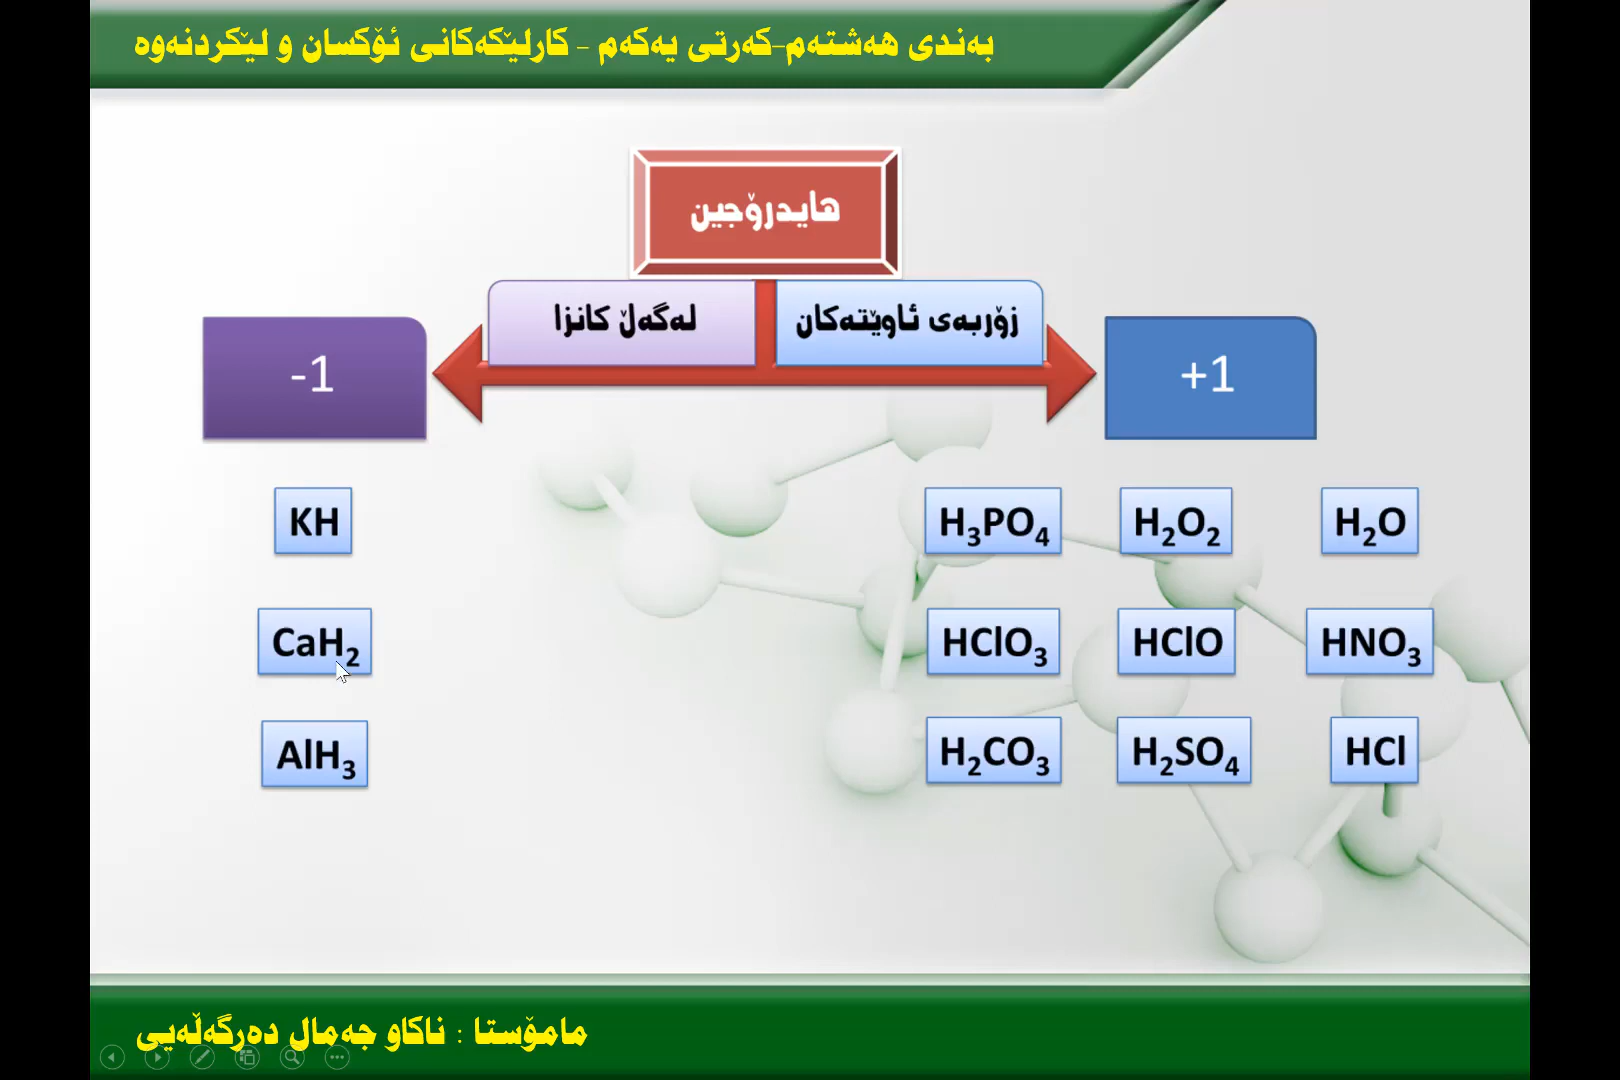 بەندی هەشتەم-کەرتی یەکەم - کارلێکەکانی ئۆکسان و لێکردنەوە
هایدرۆجین
زۆربەی ئاوێتەکان
لەگەڵ کانزا
+1
-1
H₂O
H₂O₂
H₃PO₄
KH
HNO₃
HClO
HClO₃
CaH₂
HCl
H₂SO₄
H₂CO₃
AlH₃
مامۆستا : ناکاو جەمال دەرگەڵەیی